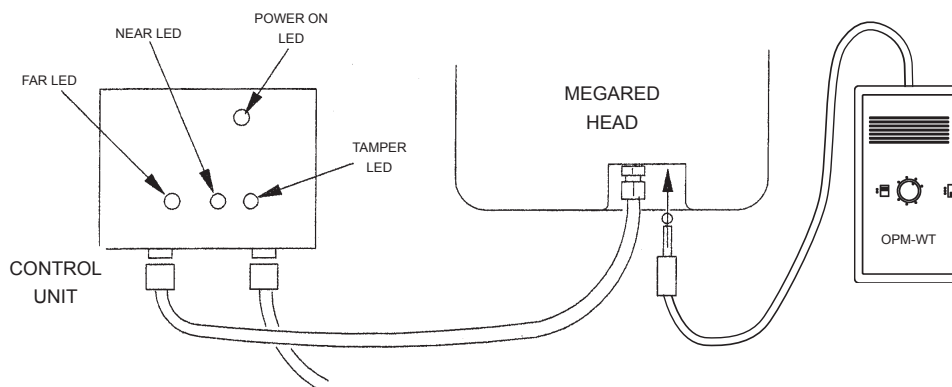 POWER ON
LED
NEAR LED
FAR LED
TAMPER
LED
CONTROL
UNIT
MEGARED
HEAD
OPM-WT